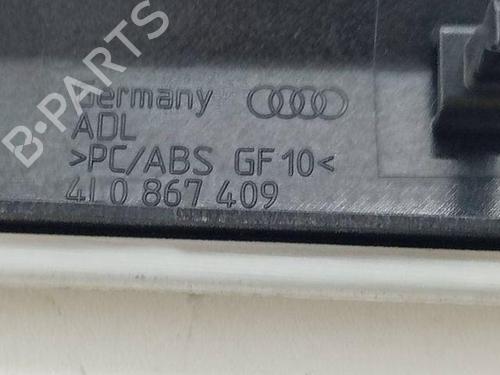 B-PARTS
Germany
ADL
>PC/ABS GF10<
4L0 867 409